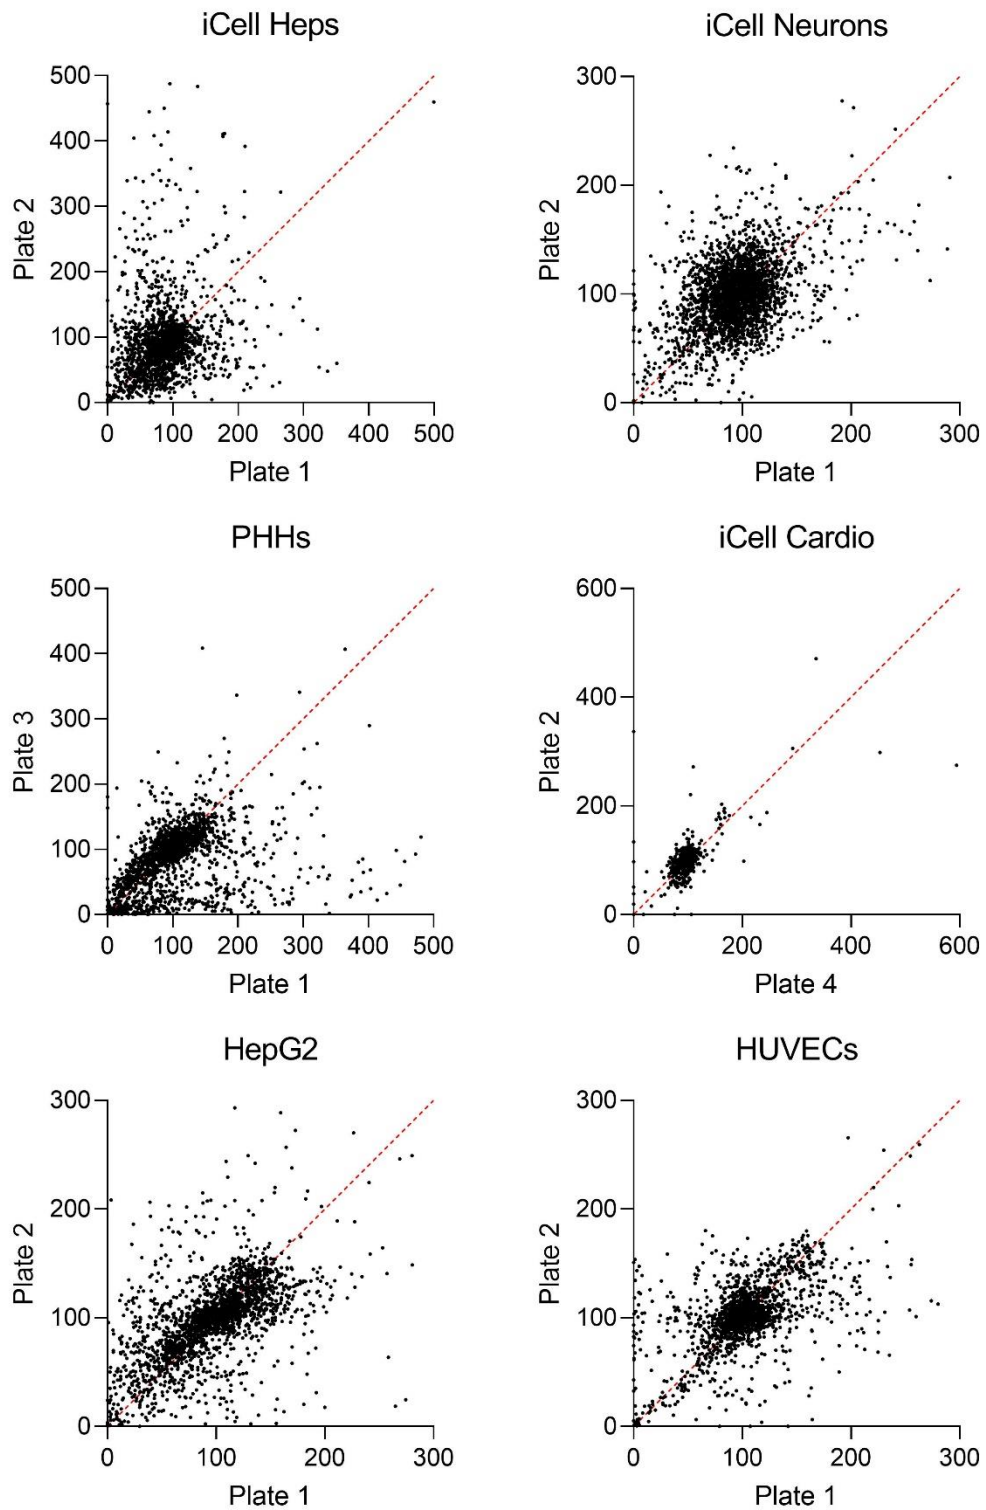 iCell Heps
500
400
300
200
100
0
Plate 2
0 100 200 300 400 500
Plate 1
iCell Neurons
300
200
100
0
Plate 2
0 100 200 300
Plate 1
PHHs
500
400
300
200
100
0
Plate 3
0 100 200 300 400 500
Plate 1
iCell Cardio
600
400
200
0
Plate 2
0 200 400 600
Plate 4
HepG2
300
200
100
0
Plate 2
0 100 200 300
Plate 1
HUVECs
300
200
100
0
Plate 2
0 100 200 300
Plate 1